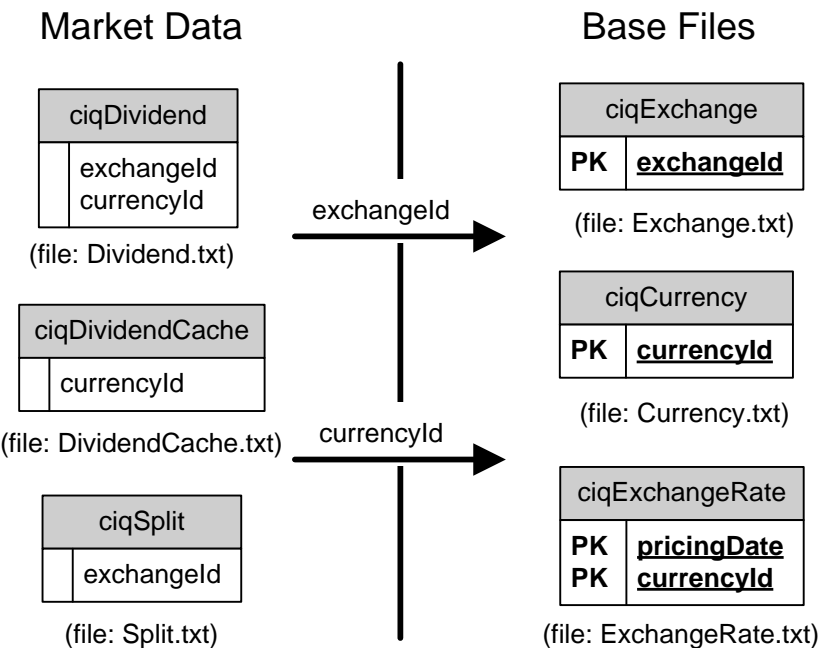 Market Data
Base Files
ciqDividend
exchangeId
currencyId
(file: Dividend.txt)
ciqDividendCache
currencyId
(file: DividendCache.txt)
ciqSplit
exchangeId
(file: Split.txt)
exchangeId
currencyId
ciqExchange
PK exchangeId
(file: Exchange.txt)
ciqCurrency
PK currencyId
(file: Currency.txt)
ciqExchangeRate
PK pricingDate
PK currencyId
(file: ExchangeRate.txt)